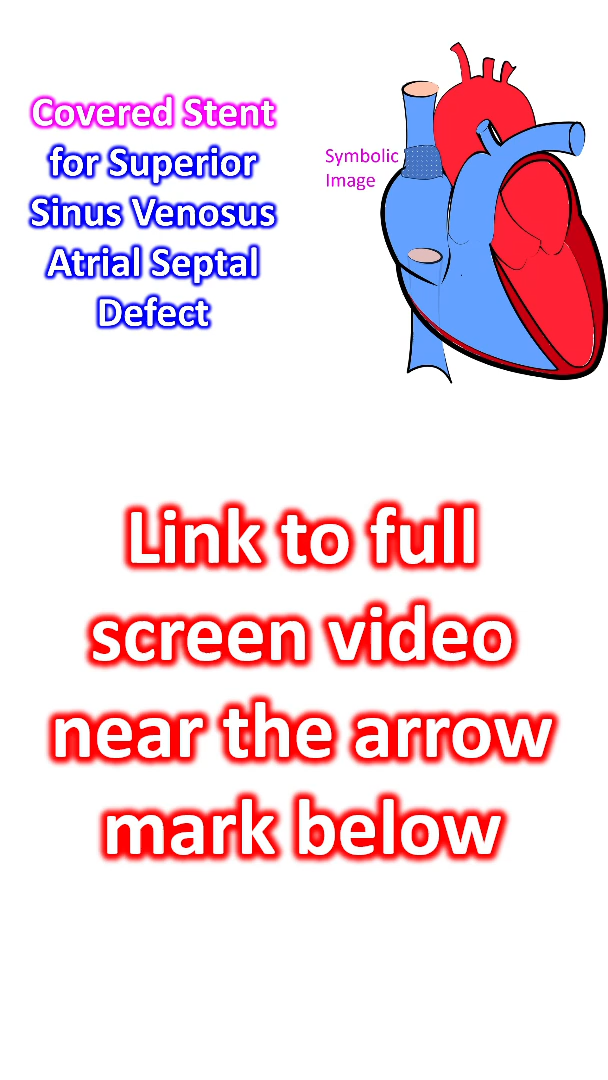 Covered Stent
for Superior
Sinus Venosus
Atrial Septal
Defect
Symbolic
Image
Link to full
screen video
near the arrow
mark below